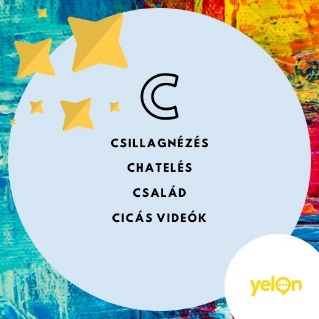 C
CSILLAGNÉZÉS
CHATELÉS
CSALÁD
CICÁS VIDEÓK
yelon